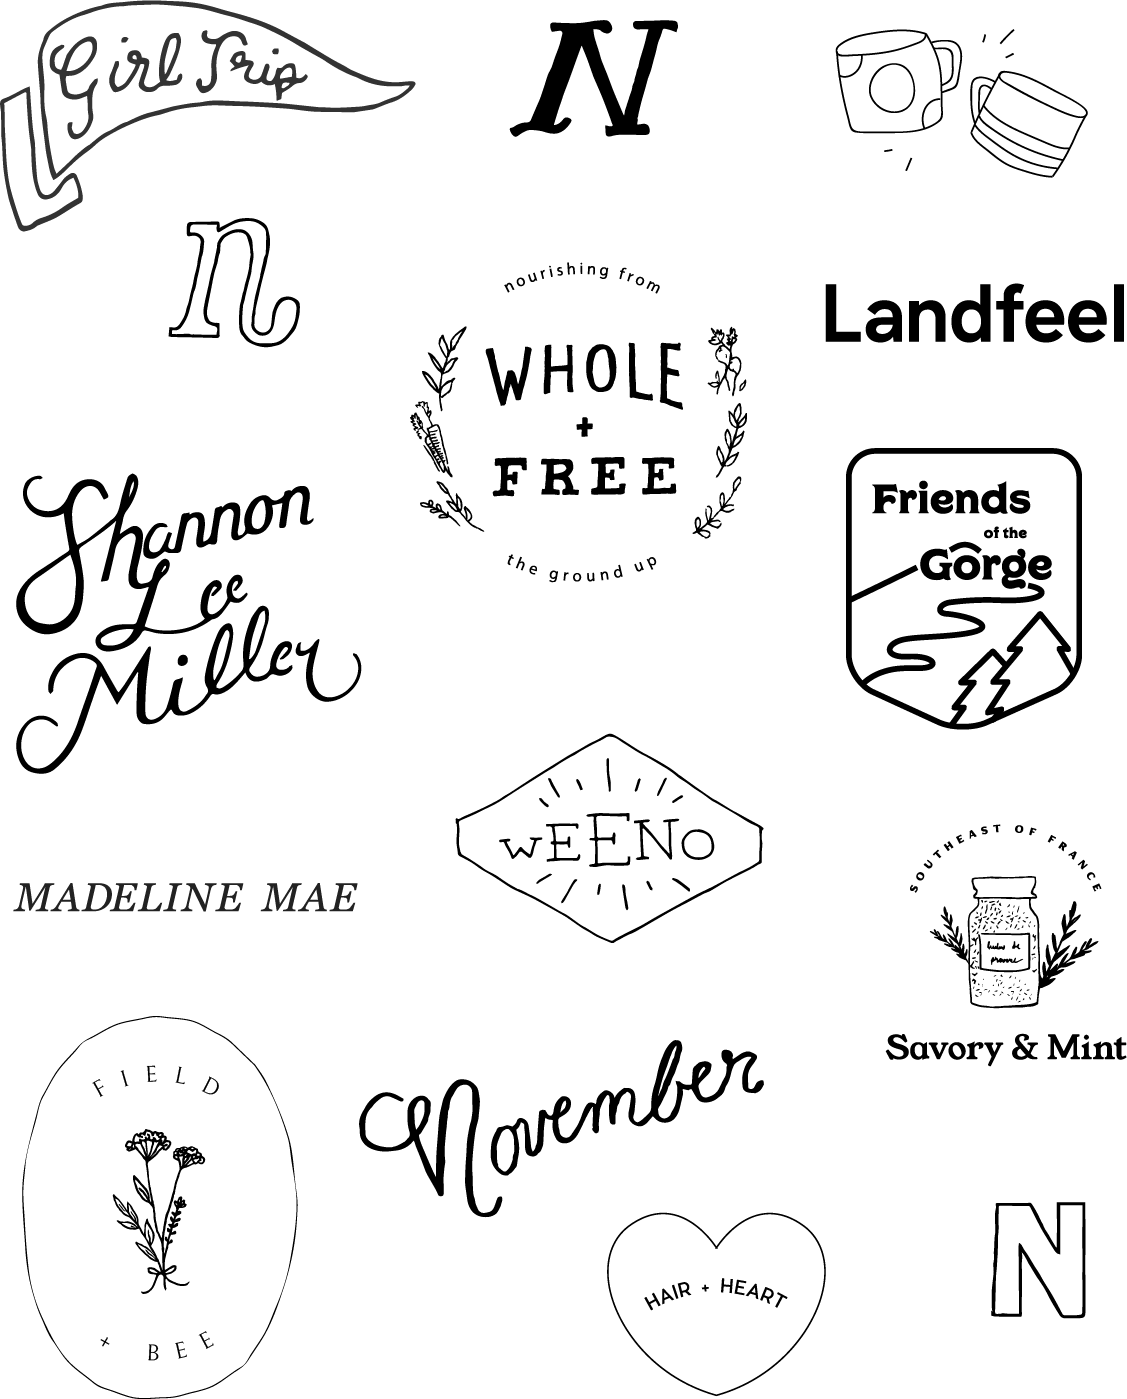 Girl Trip
N
n
nourishing from
WHOLE
+
FREE
the ground up
Landfeel
Shannon
Lee
Miller
Friends
of the
Gorge
WEENO
MADELINE MAE
SOUTHEAST OF FRANCE
de
Savory & Mint
FIELD
+ BEE
November
HAIR + HEART
N